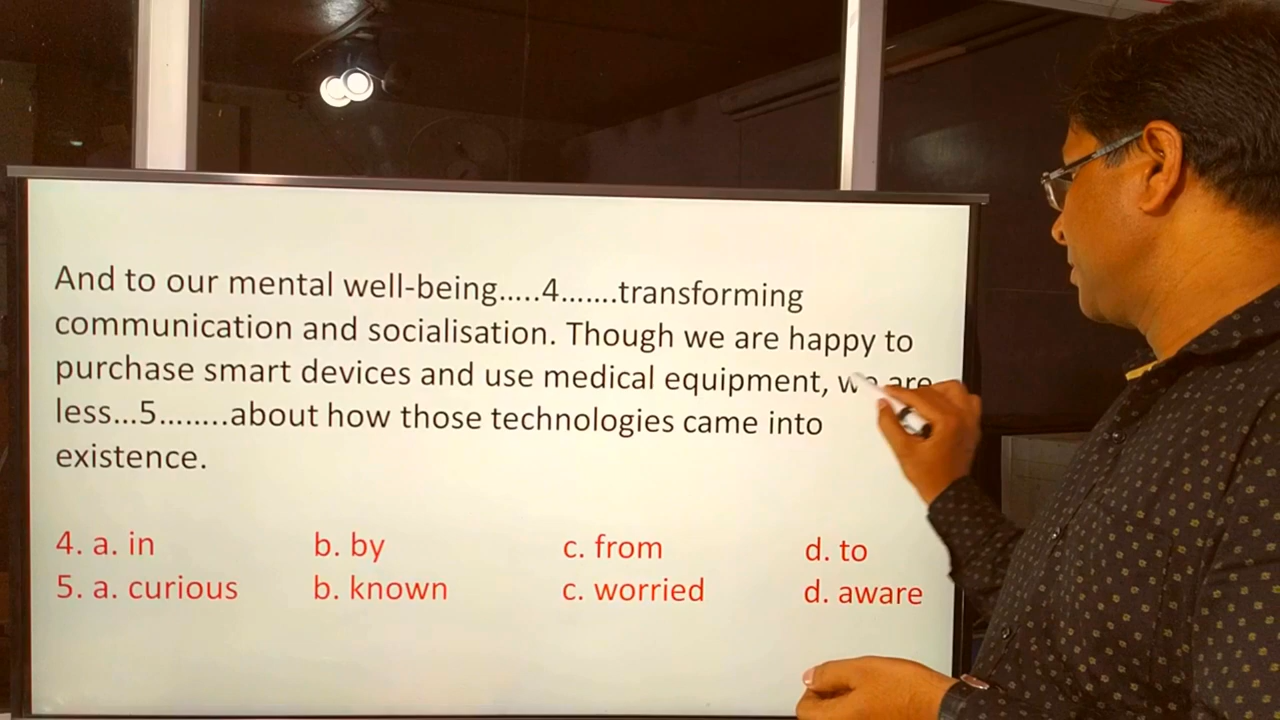 And to our mental well-being.....4.......transforming
communication and socialisation. Though we are happy to
purchase smart devices and use medical equipment, we are
less...5........about how those technologies came into
existence.
4. a. in b. by c. from d. to
5. a. curious b. known c. worried d. aware